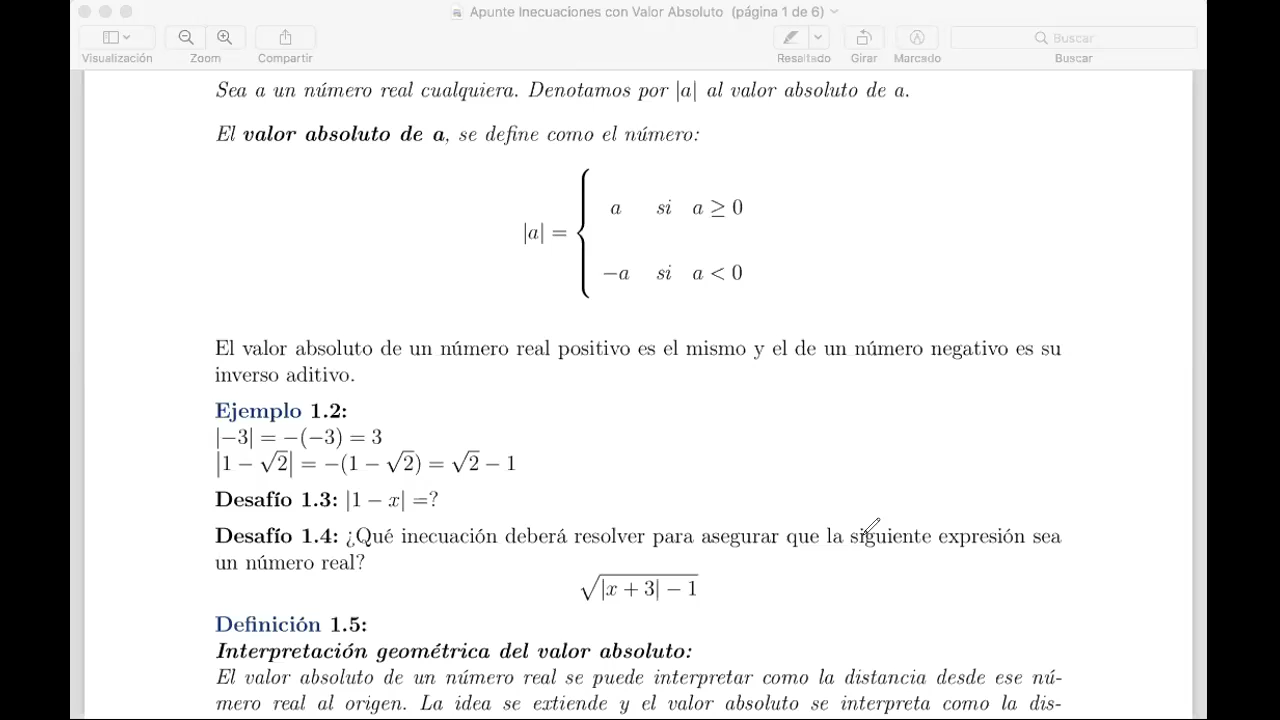 Apunte Inecuaciones con Valor Absoluto (página 1 de 6)
Visualización Zoom Compartir Resaltado Girar Marcado Buscar Buscar
Sea a un número real cualquiera. Denotamos por |a| al valor absoluto de a.
El valor absoluto de a, se define como el número:
a si a ≥ 0
|a| = {
−a si a < 0
El valor absoluto de un número real positivo es el mismo y el de un número negativo es su
inverso aditivo.
Ejemplo 1.2:
|−3| = −(−3) = 3
|1 − √2| = −(1 − √2) = √2 − 1
Desafío 1.3: |1 − x| =?
Desafío 1.4: ¿Qué inecuación deberá resolver para asegurar que la siguiente expresión sea
un número real?
√(|x + 3| − 1)
Definición 1.5:
Interpretación geométrica del valor absoluto:
El valor absoluto de un número real se puede interpretar como la distancia desde ese nú-
mero real al origen. La idea se extiende y el valor absoluto se interpreta como la dis-